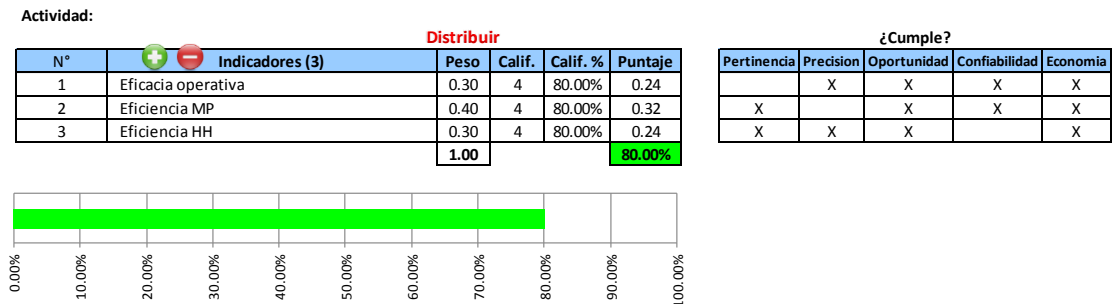 Actividad:
Distribuir ¿Cumple?
N° Indicadores (3) Peso Calif. Calif. % Puntaje Pertinencia Precision Oportunidad Confiabilidad Economia
1 Eficacia operativa 0.30 4 80.00% 0.24 X X X X
2 Eficiencia MP 0.40 4 80.00% 0.32 X X X X
3 Eficiencia HH 0.30 4 80.00% 0.24 X X X X
1.00 80.00%
0.00% 10.00% 20.00% 30.00% 40.00% 50.00% 60.00% 70.00% 80.00% 90.00% 100.00%